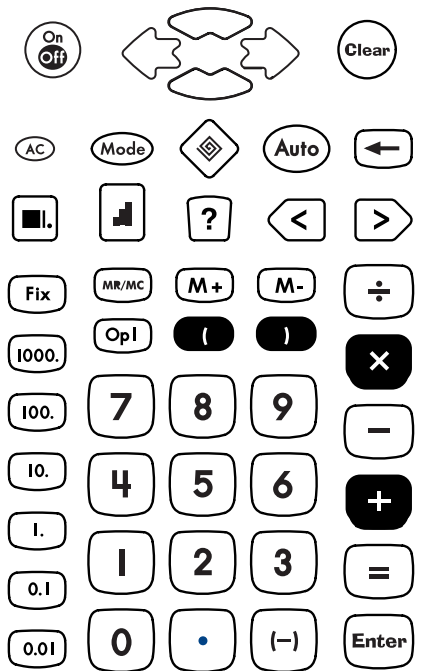 On
Off
Clear
AC
Mode
Auto
?
<
>
Fix
MR/MC
M+
M-
÷
Op1
(
)
×
1000.
7
8
9
100.
−
4
5
6
10.
+
1
2
3
1.
=
0.1
0
.
(−)
Enter
0.01